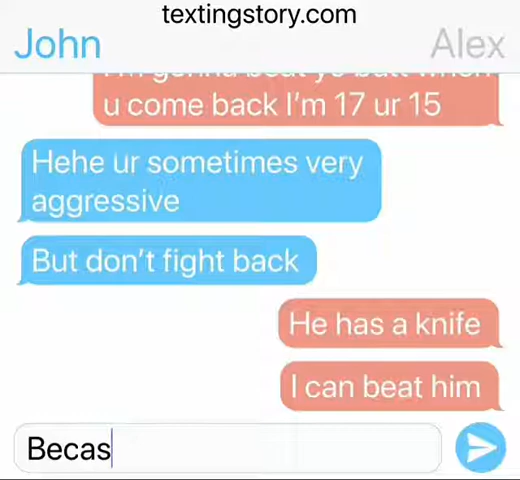 textingstory.com
John
Alex
u come back I'm 17 ur 15
Hehe ur sometimes very
aggressive
But don't fight back
He has a knife
I can beat him
Becas